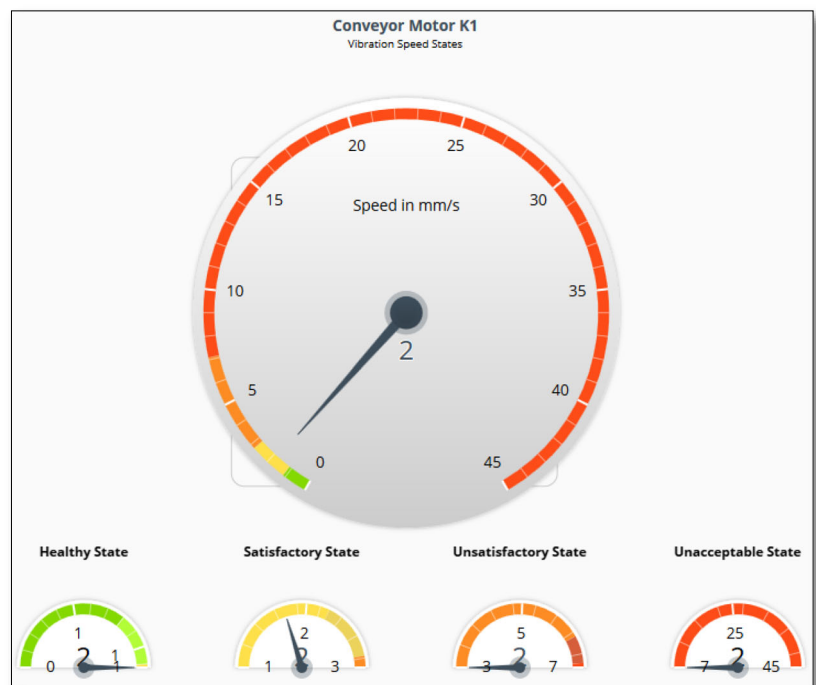 Conveyor Motor K1
Vibration Speed States
20 25
15 30
Speed in mm/s
10 35
2
5 40
0 45
Healthy State Satisfactory State Unsatisfactory State Unacceptable State
1 2 5 25
0 2 1 1 1 2 3 3 2 7 7 2 45